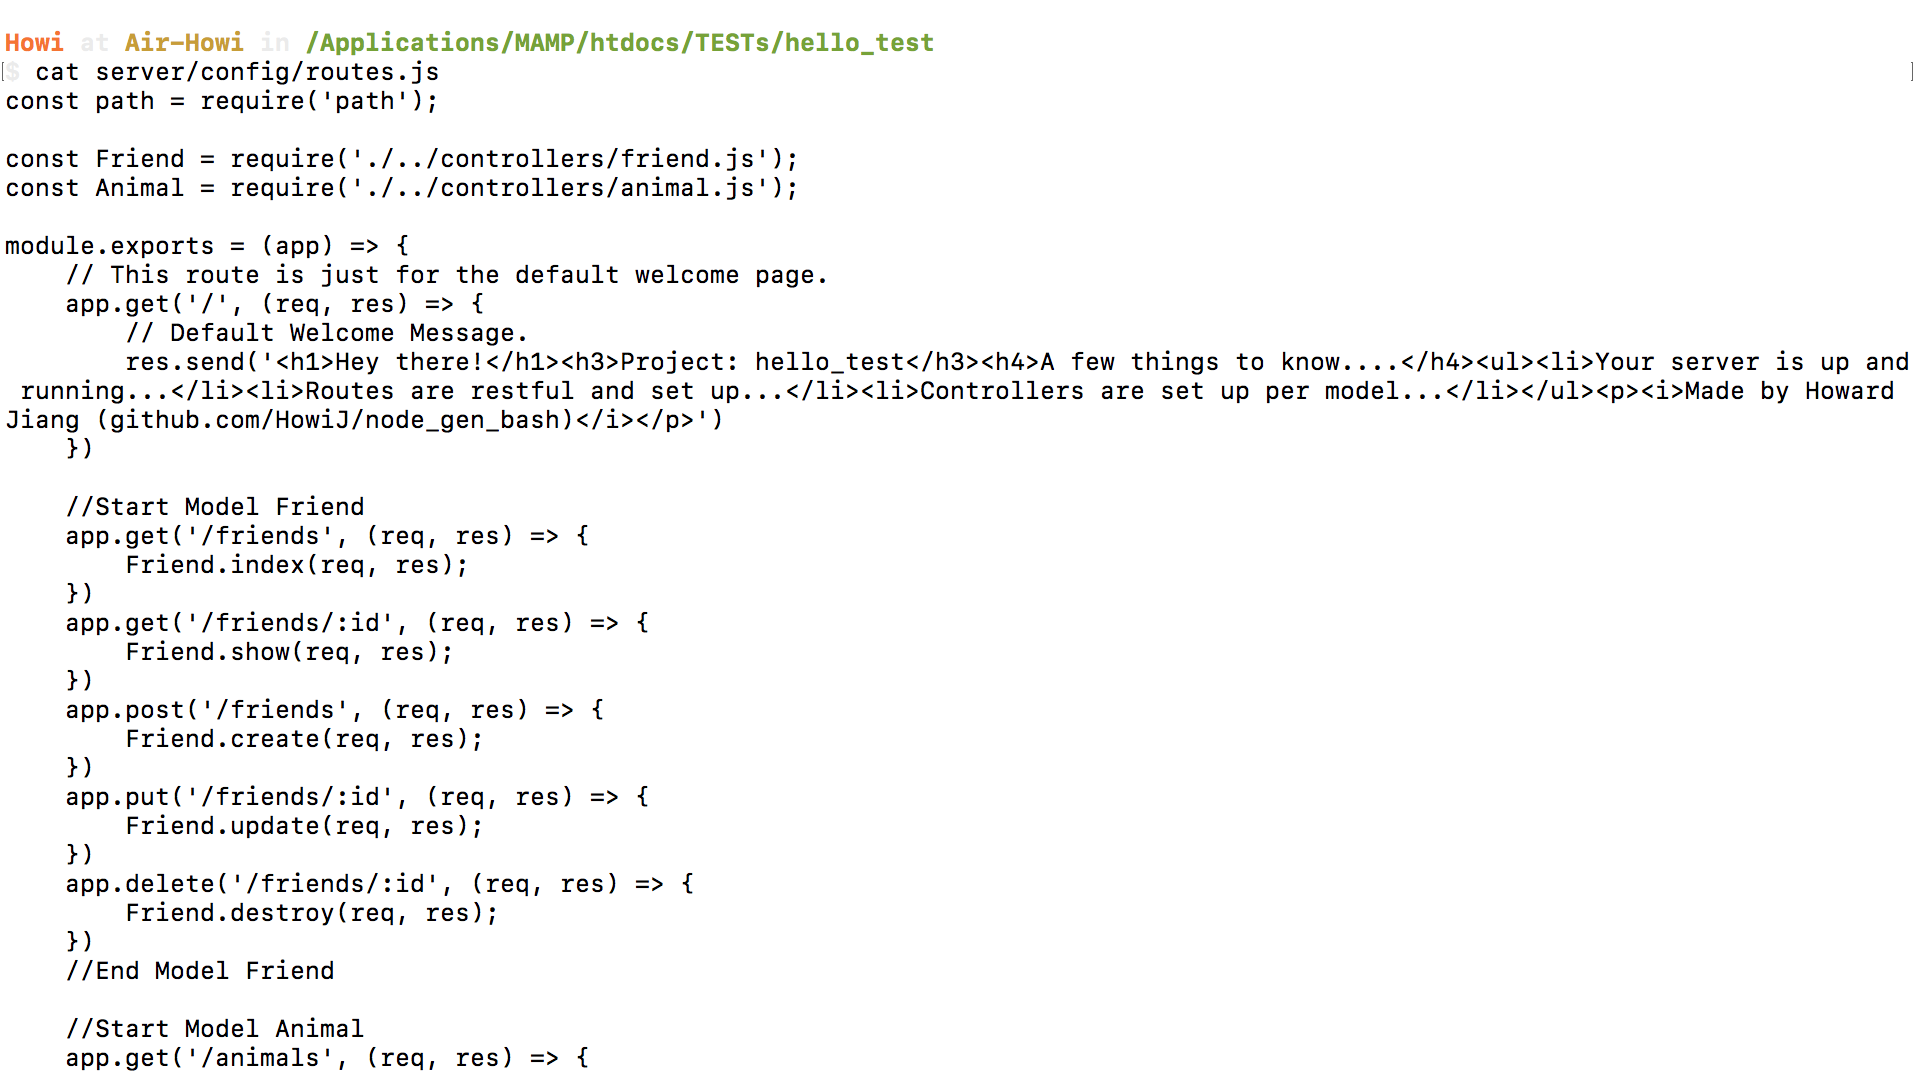 Howi at Air-Howi in /Applications/MAMP/htdocs/TESTs/hello_test
[$ cat server/config/routes.js ]
const path = require('path');

const Friend = require('./../controllers/friend.js');
const Animal = require('./../controllers/animal.js');

module.exports = (app) => {
    // This route is just for the default welcome page.
    app.get('/', (req, res) => {
        // Default Welcome Message.
        res.send('<h1>Hey there!</h1><h3>Project: hello_test</h3><h4>A few things to know....</h4><ul><li>Your server is up and
 running...</li><li>Routes are restful and set up...</li><li>Controllers are set up per model...</li></ul><p><i>Made by Howard
Jiang (github.com/HowiJ/node_gen_bash)</i></p>')
    })

    //Start Model Friend
    app.get('/friends', (req, res) => {
        Friend.index(req, res);
    })
    app.get('/friends/:id', (req, res) => {
        Friend.show(req, res);
    })
    app.post('/friends', (req, res) => {
        Friend.create(req, res);
    })
    app.put('/friends/:id', (req, res) => {
        Friend.update(req, res);
    })
    app.delete('/friends/:id', (req, res) => {
        Friend.destroy(req, res);
    })
    //End Model Friend

    //Start Model Animal
    app.get('/animals', (req, res) => {